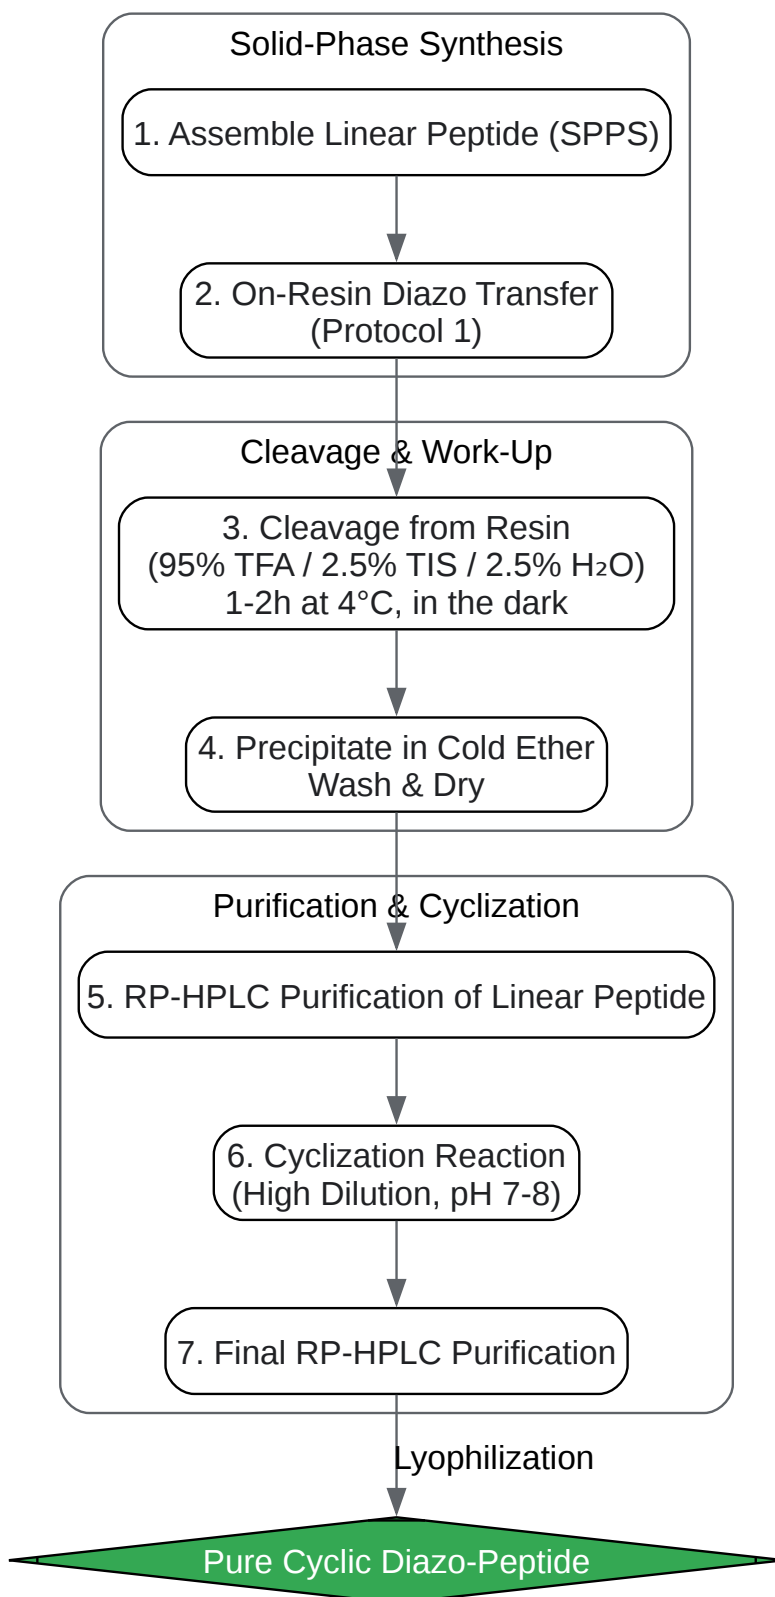 Solid-Phase Synthesis
1. Assemble Linear Peptide (SPPS)
2. On-Resin Diazo Transfer
(Protocol 1)
Cleavage & Work-Up
3. Cleavage from Resin
(95% TFA / 2.5% TIS / 2.5% H₂O)
1-2h at 4°C, in the dark
4. Precipitate in Cold Ether
Wash & Dry
Purification & Cyclization
5. RP-HPLC Purification of Linear Peptide
6. Cyclization Reaction
(High Dilution, pH 7-8)
7. Final RP-HPLC Purification
Lyophilization
Pure Cyclic Diazo-Peptide